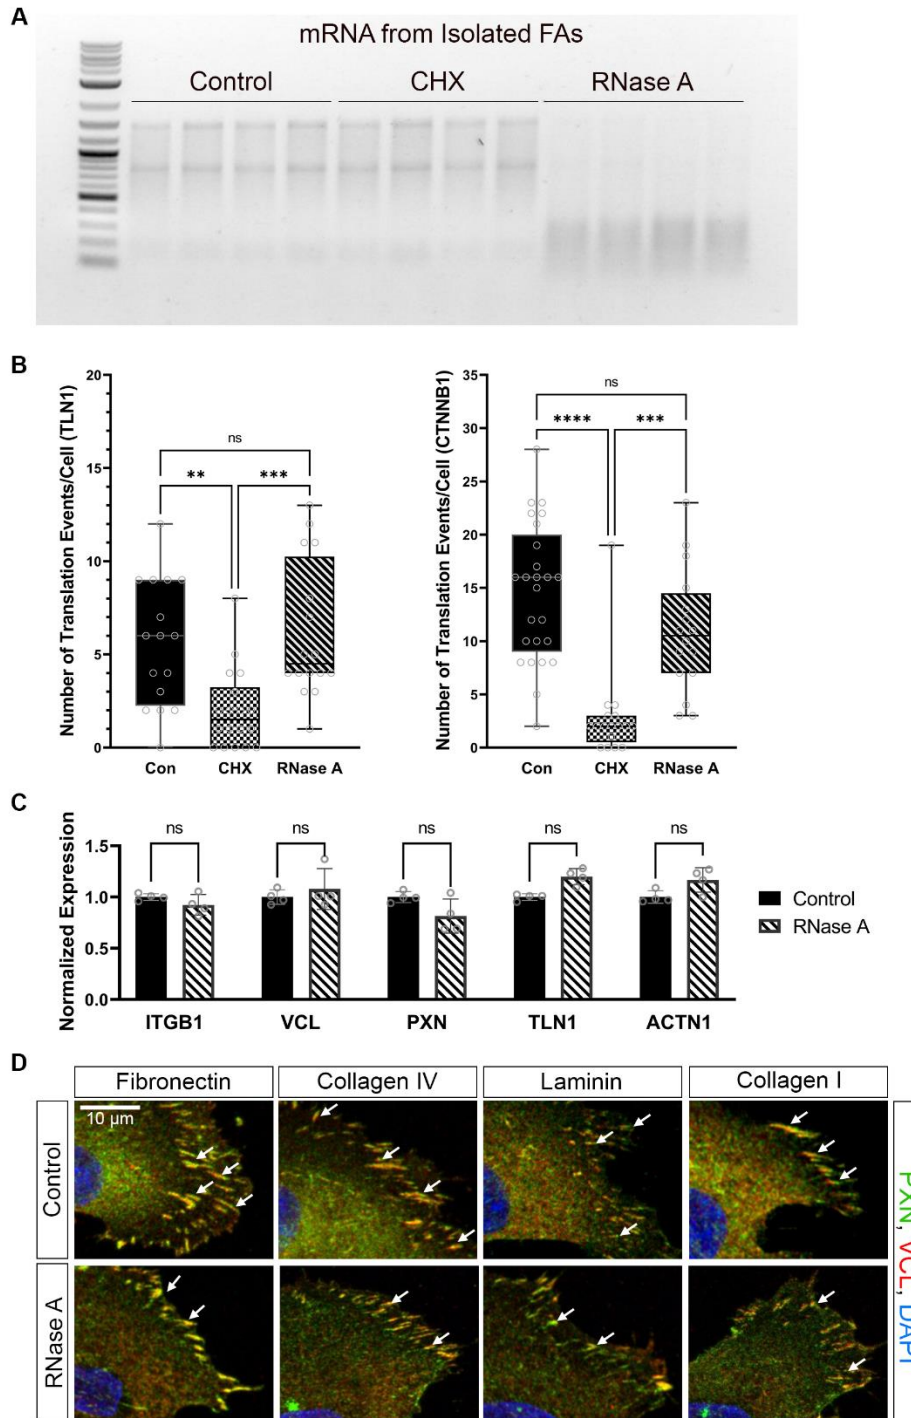 A
mRNA from Isolated FAs
Control CHX RNase A
B
Number of Translation Events/Cell (TLN1)
20
15
10
5
0
ns
** ***
Con CHX RNase A
Number of Translation Events/Cell (CTNNB1)
35
30
25
20
15
10
5
0
ns
**** ***
Con CHX RNase A
C
Normalized Expression
1.5
1.0
0.5
0.0
ns ns ns ns ns
ITGB1 VCL PXN TLN1 ACTN1
Control
RNase A
D
Fibronectin Collagen IV Laminin Collagen I
Control
10 µm
RNase A
PXN, VCL, DAPI